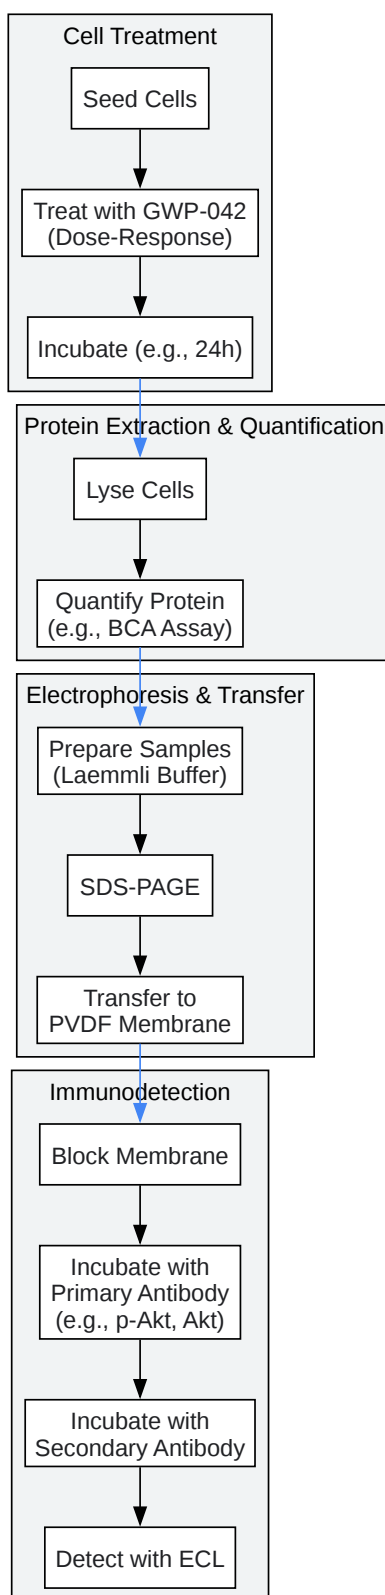 Cell Treatment
Seed Cells
Treat with GWP-042
(Dose-Response)
Incubate (e.g., 24h)
Protein Extraction & Quantification
Lyse Cells
Quantify Protein
(e.g., BCA Assay)
Electrophoresis & Transfer
Prepare Samples
(Laemmli Buffer)
SDS-PAGE
Transfer to
PVDF Membrane
Immunodetection
Block Membrane
Incubate with
Primary Antibody
(e.g., p-Akt, Akt)
Incubate with
Secondary Antibody
Detect with ECL